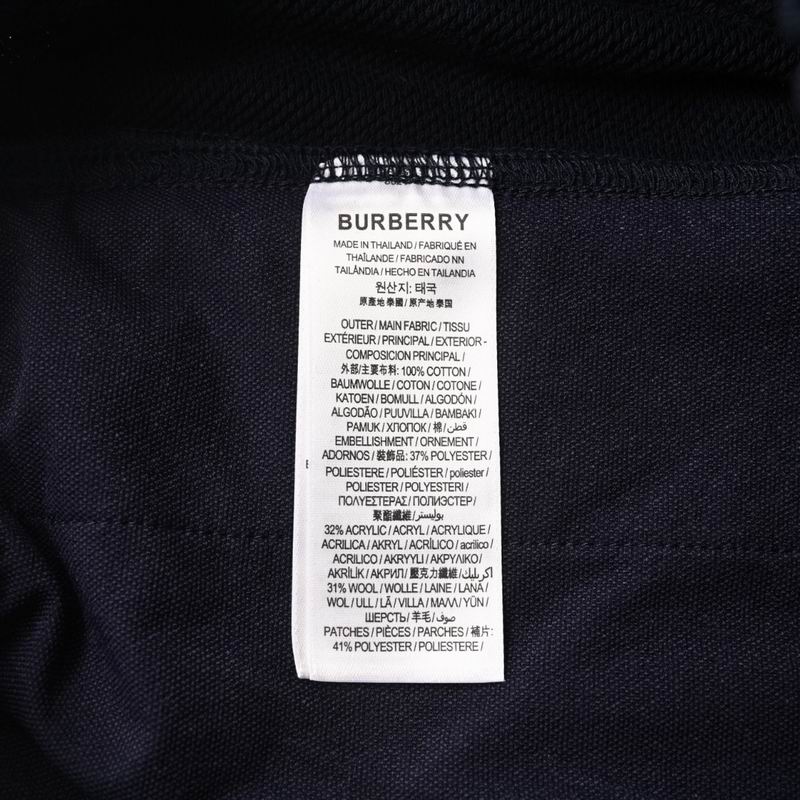 BURBERRY
MADE IN THAILAND / FABRIQUÉ EN
THAÎLANDE / FABRICADO NN
TAILÂNDIA / HECHO EN TAILANDIA
원산지: 태국
原產地 泰國 / 原产地 泰国
OUTER / MAIN FABRIC / TISSU
EXTÉRIEUR / PRINCIPAL / EXTERIOR -
COMPOSICION PRINCIPAL /
外部/主要布料: 100% COTTON /
BAUMWOLLE / COTON / COTONE /
KATOEN / BOMULL / ALGODÓN /
ALGODÃO / PUUVILLA / BAMBAKI /
PAMUK / ХЛОПОК / 棉 / قطن
EMBELLISHMENT / ORNEMENT /
ADORNOS / 裝飾品: 37% POLYESTER /
POLIESTERE / POLIÉSTER / poliester /
POLIESTER / POLYESTERI /
ΠΟΛΥΕΣΤΕΡΑΣ / ПОЛИЭСТЕР /
聚酯纖維 / بوليستر
32% ACRYLIC / ACRYL / ACRYLIQUE /
ACRILICA / AKRYL / ACRÍLICO / acrilico /
ACRILICO / AKRYYLI / ΑΚΡΥΛΙΚΟ /
AKRİLİK / АКРИЛ / 壓克力纖維 / اكريليك
31% WOOL / WOLLE / LAINE / LANA /
WOL / ULL / LÃ / VILLA / ΜΑΛΛΙ / YÜN /
ШЕРСТЬ / 羊毛 / صوف
PATCHES / PIÈCES / PARCHES / 補片:
41% POLYESTER / POLIESTERE /